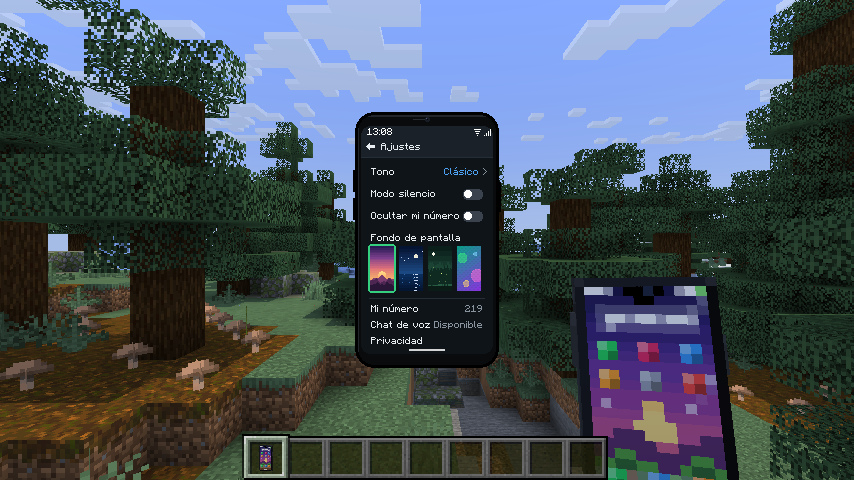 13:08
Ajustes
Tono Clásico
Modo silencio
Ocultar mi número
Fondo de pantalla
Mi número 219
Chat de voz Disponible
Privacidad